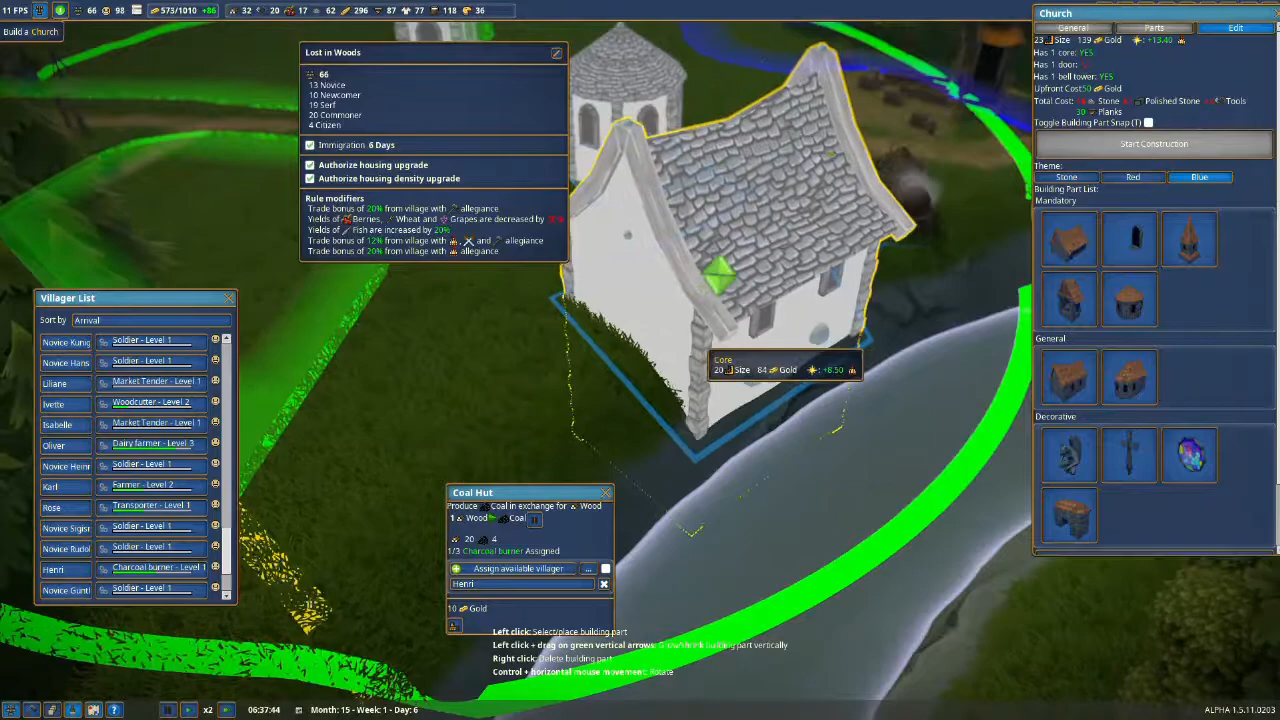 11 FPS 66 98 573/1010 +86 32 20 17 62 296 87 77 118 36
Build a Church
Lost in Woods
66
13 Novice
10 Newcomer
19 Serf
20 Commoner
4 Citizen
Immigration 6 Days
Authorize housing upgrade
Authorize housing density upgrade
Rule modifiers
Trade bonus of 20% from village with allegiance
Yields of Berries, Wheat and Grapes are decreased by
Yields of Fish are increased by 20%
Trade bonus of 12% from village with , and allegiance
Trade bonus of 20% from village with allegiance
Villager List
Sort by Arrival
Novice Kunig Soldier - Level 1
Novice Hans Soldier - Level 1
Liliane Market Tender - Level 1
Ivette Woodcutter - Level 2
Isabelle Market Tender - Level 1
Oliver Dairy farmer - Level 3
Novice Heinr Soldier - Level 1
Karl Farmer - Level 2
Rose Transporter - Level 1
Novice Sigisr Soldier - Level 1
Novice Rudol Soldier - Level 1
Henri Charcoal burner - Level 1
Novice Gunth Soldier - Level 1
Core
20 Size 84 Gold : +8.50
Coal Hut
Produce Coal in exchange for Wood
1 Wood Coal
20 4
1/3 Charcoal burner Assigned
Assign available villager ...
Henri
10 Gold
Left click: Select/place building part
Left click + drag on green vertical arrows: Grow/shrink building part vertically
Right click: Delete building part
Control + horizontal mouse movement: Rotate
Church
General Parts Edit
23 Size 139 Gold : +13.40
Has 1 core: YES
Has 1 door:
Has 1 bell tower: YES
Upfront Cost50 Gold
Total Cost: Stone Polished Stone Tools
30 Planks
Toggle Building Part Snap (T)
Start Construction
Theme:
Stone Red Blue
Building Part List:
Mandatory
General
Decorative
x2 06:37:44 Month: 15 - Week: 1 - Day: 6
ALPHA 1.5.11.0203